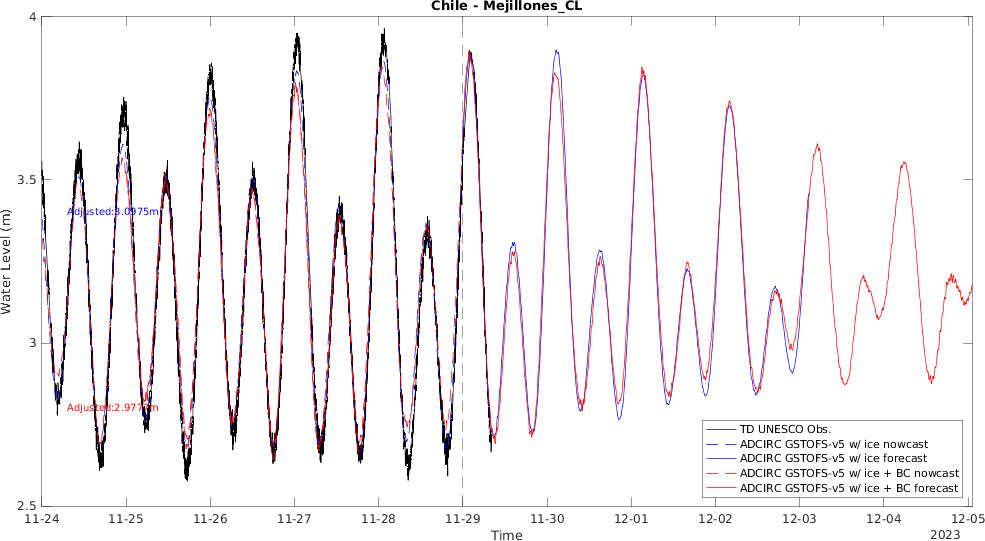 Chile - Mejillones_CL
4
3.5
3
2.5
Water Level (m)
Adjusted:3.0975m
Adjusted:2.977 m
11-24 11-25 11-26 11-27 11-28 11-29 11-30 12-01 12-02 12-03 12-04 12-05
Time
2023
TD UNESCO Obs.
ADCIRC GSTOFS-v5 w/ ice nowcast
ADCIRC GSTOFS-v5 w/ ice forecast
ADCIRC GSTOFS-v5 w/ ice + BC nowcast
ADCIRC GSTOFS-v5 w/ ice + BC forecast